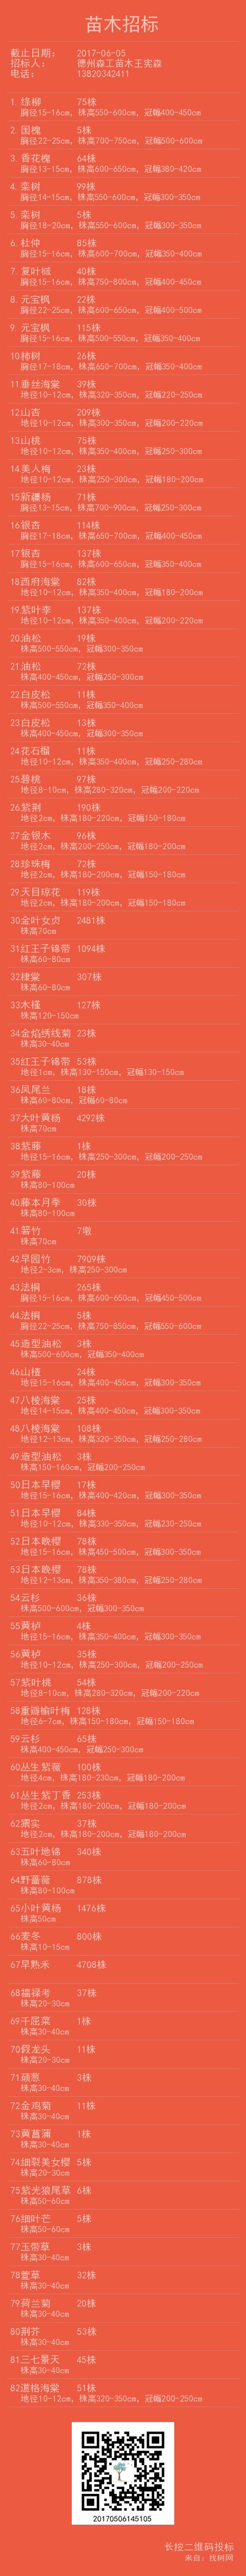 苗木招标
截止日期： 2017-06-05
招标人： 德州森工苗木王宪森
电话： 13820342411
1. 绦柳 75株
胸径15-16cm，株高550-600cm，冠幅400-450cm
2. 国槐 5株
胸径22-25cm，株高700-750cm，冠幅500-600cm
3. 香花槐 64株
胸径13-15cm，株高600-650cm，冠幅380-420cm
4. 栾树 99株
胸径14-15cm，株高550-600cm，冠幅300-350cm
5. 栾树 5株
胸径18-20cm，株高550-600cm，冠幅300-350cm
6. 杜仲 85株
胸径15-16cm，株高600-700cm，冠幅350-400cm
7. 复叶槭 40株
胸径15-16cm，株高750-800cm，冠幅400-450cm
8. 元宝枫 22株
胸径22-25cm，株高600-650cm，冠幅400-500cm
9. 元宝枫 115株
胸径15-16cm，株高500-550cm，冠幅350-400cm
10柿树 26株
胸径17-18cm，株高650-700cm，冠幅350-400cm
11.垂丝海棠 39株
地径10-12cm，株高320-350cm，冠幅220-250cm
12.山杏 209株
地径10-12cm，株高300-350cm，冠幅200-220cm
13.山桃 75株
地径10-12cm，株高350-400cm，冠幅250-300cm
14.美人梅 23株
地径10-12cm，株高250-300cm，冠幅180-200cm
15新疆杨 71株
胸径13-15cm，株高700-900cm，冠幅250-300cm
16银杏 114株
胸径17-18cm，株高650-700cm，冠幅400-450cm
17银杏 137株
胸径15-16cm，株高600-650cm，冠幅350-400cm
18西府海棠 82株
地径10-12cm，株高350-400cm，冠幅180-200cm
19.紫叶李 137株
地径10-12cm，株高350-400cm，冠幅200-220cm
20.油松 19株
株高500-550cm，冠幅300-350cm
21.油松 72株
株高400-450cm，冠幅250-300cm
22白皮松 11株
株高500-550cm，冠幅350-400cm
23白皮松 13株
株高400-450cm，冠幅300-350cm
24花石榴 11株
地径10-12cm，株高350-400cm，冠幅250-280cm
25碧桃 97株
地径8-10cm，株高280-320cm，冠幅200-220cm
26.紫荆 190株
地径2cm，株高180-220cm，冠幅150-180cm
27金银木 96株
地径2cm，株高200-250cm，冠幅180-200cm
28珍珠梅 72株
地径2cm，株高180-200cm，冠幅150-180cm
29.天目琼花 119株
地径2cm，株高180-200cm，冠幅150-180cm
30金叶女贞 2481株
株高70cm
31红王子锦带 1094株
株高60-80cm
32棣棠 307株
株高60-80cm
33木槿 127株
株高120-150cm
34金焰绣线菊 23株
株高30-40cm
35红王子锦带 53株
地径1cm，株高130-150cm，冠幅130-150cm
36凤尾兰 18株
株高60-80cm，冠幅60-80cm
37大叶黄杨 4292株
株高70cm
38紫藤 1株
地径15-16cm，株高250-300cm，冠幅200-250cm
39.紫藤 20株
株高80-100cm
40藤本月季 30株
株高80-100cm
41.箬竹 7墩
株高70cm
42.早园竹 7909株
地径2-3cm，株高250-300cm
43法桐 265株
胸径15-16cm，株高600-650cm，冠幅450-500cm
44.法桐 5株
胸径22-25cm，株高750-850cm，冠幅550-600cm
45造型油松 3株
株高500-600cm，冠幅350-400cm
46山楂 24株
地径15-16cm，株高400-450cm，冠幅300-350cm
47八棱海棠 25株
地径14-15cm，株高400-450cm，冠幅300-350cm
48八棱海棠 108株
地径12-13cm，株高320-350cm，冠幅250-280cm
49.造型油松 3株
株高150-160cm，冠幅200-250cm
50日本早樱 17株
地径15-16cm，株高400-420cm，冠幅300-350cm
51日本早樱 84株
地径10-12cm，株高330-350cm，冠幅230-250cm
52日本晚樱 78株
地径15-16cm，株高450-500cm，冠幅300-350cm
53日本晚樱 78株
地径12-13cm，株高350-380cm，冠幅250-280cm
54云杉 36株
株高500-600cm，冠幅300-350cm
55黄栌 4株
地径15-16cm，株高350-400cm，冠幅300-350cm
56黄栌 35株
地径10-12cm，株高250-300cm，冠幅200-250cm
57紫叶桃 54株
地径8-10cm，株高280-320cm，冠幅200-220cm
58重瓣榆叶梅 128株
地径6-7cm，株高150-180cm，冠幅150-180cm
59云杉 65株
株高400-450cm，冠幅250-300cm
60丛生紫薇 100株
地径4cm，株高180-230cm，冠幅180-200cm
61丛生紫丁香 253株
地径2cm，株高180-200cm，冠幅180-200cm
62猥实 37株
地径2cm，株高180-200cm，冠幅180-200cm
63五叶地锦 340株
株高60-80cm
64野蔷薇 878株
株高80-100cm
65小叶黄杨 1476株
株高50cm
66麦冬 800株
株高10-15cm
67早熟禾 4708株
68福禄考 37株
株高20-30cm
69千屈菜 1株
株高30-40cm
70假龙头 11株
株高20-30cm
71.硕葱 3株
株高30-40cm
72金鸡菊 11株
株高30-40cm
73黄菖蒲 1株
株高30-40cm
74细裂美女樱 5株
株高20-30cm
75紫光狼尾草 6株
株高50-60cm
76细叶芒 5株
株高50-60cm
77玉带草 3株
株高30-40cm
78萱草 32株
株高30-40cm
79荷兰菊 20株
株高30-40cm
80荆芥 53株
株高30-40cm
81三七景天 45株
株高30-40cm
82道格海棠 51株
地径10-12cm，株高320-350cm，冠幅200-250cm
20170506145105
长按二维码投标
来自：找树网